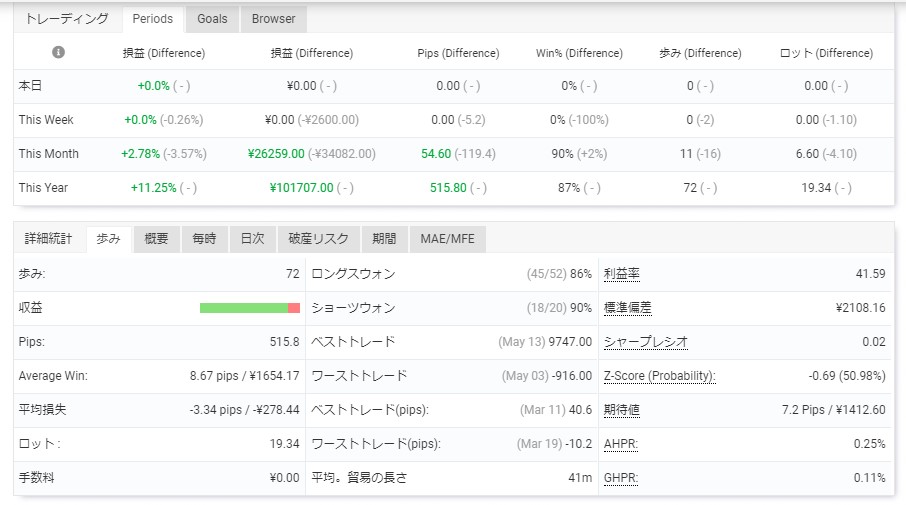 トレーディング Periods Goals Browser
損益 (Difference) 損益 (Difference) Pips (Difference) Win% (Difference) 歩み (Difference) ロット (Difference)
本日 +0.0% ( - ) ¥0.00 ( - ) 0.00 ( - ) 0% ( - ) 0 ( - ) 0.00 ( - )
This Week +0.0% (-0.26%) ¥0.00 (-¥2600.00) 0.00 (-5.2) 0% (-100%) 0 (-2) 0.00 (-1.10)
This Month +2.78% (-3.57%) ¥26259.00 (-¥34082.00) 54.60 (-119.4) 90% (+2%) 11 (-16) 6.60 (-4.10)
This Year +11.25% ( - ) ¥101707.00 ( - ) 515.80 ( - ) 87% ( - ) 72 ( - ) 19.34 ( - )
詳細統計 歩み 概要 毎時 日次 破産リスク 期間 MAE/MFE
歩み: 72 ロングスウォン (45/52) 86% 利益率 41.59
収益 ショーツウォン (18/20) 90% 標準偏差 ¥2108.16
Pips: 515.8 ベストトレード (May 13) 9747.00 シャープレシオ 0.02
Average Win: 8.67 pips / ¥1654.17 ワーストトレード (May 03) -916.00 Z-Score (Probability): -0.69 (50.98%)
平均損失 -3.34 pips / -¥278.44 ベストトレード(pips): (Mar 11) 40.6 期待値 7.2 Pips / ¥1412.60
ロット : 19.34 ワーストトレード(pips): (Mar 19) -10.2 AHPR: 0.25%
手数料 ¥0.00 平均。貿易の長さ 41m GHPR: 0.11%